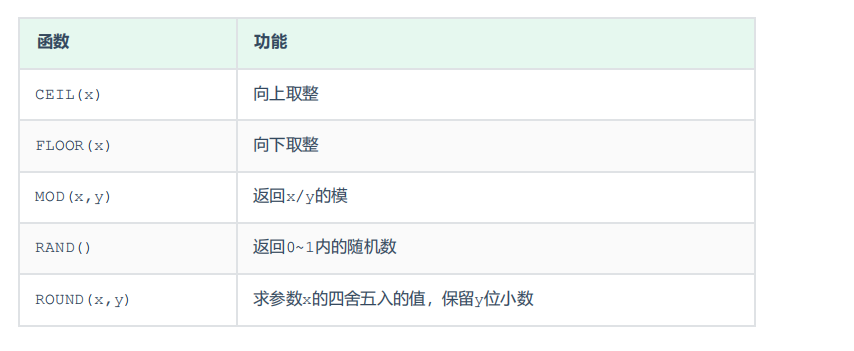 函数 功能
CEIL(x) 向上取整
FLOOR(x) 向下取整
MOD(x,y) 返回x/y的模
RAND() 返回0~1内的随机数
ROUND(x,y) 求参数x的四舍五入的值，保留y位小数